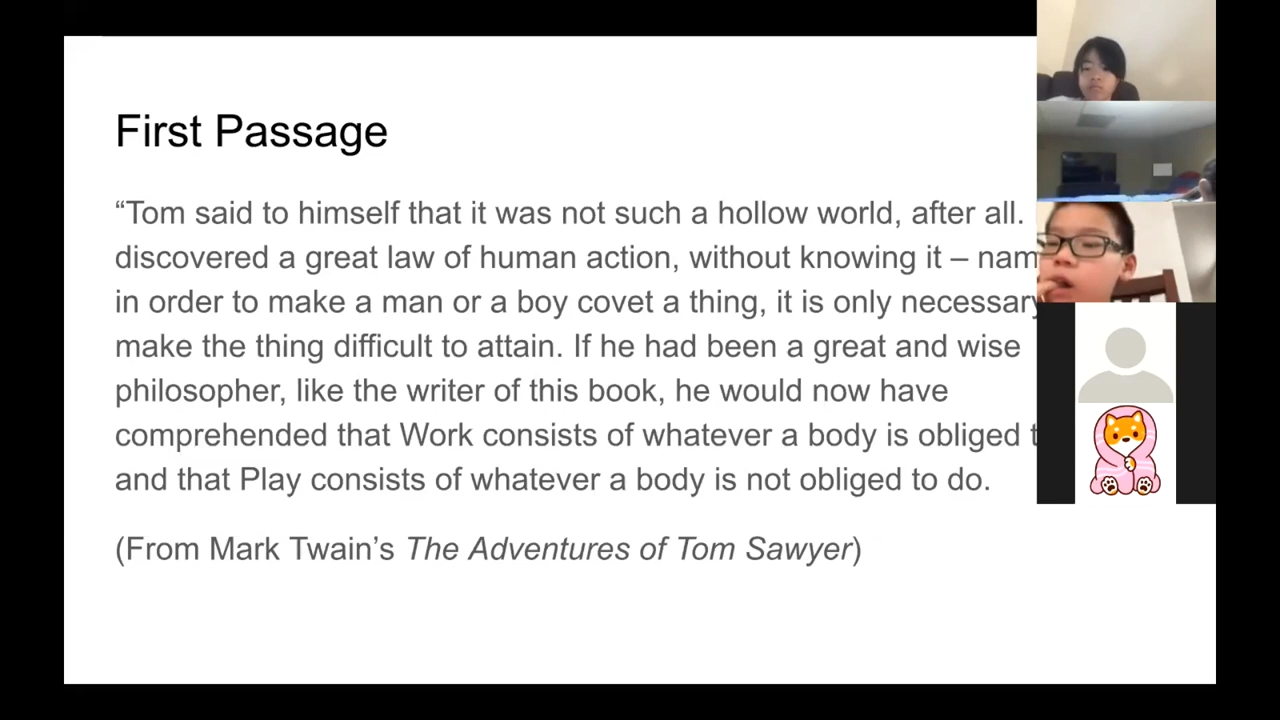 First Passage
“Tom said to himself that it was not such a hollow world, after all.
discovered a great law of human action, without knowing it – nam
in order to make a man or a boy covet a thing, it is only necessary
make the thing difficult to attain. If he had been a great and wise
philosopher, like the writer of this book, he would now have
comprehended that Work consists of whatever a body is obliged t
and that Play consists of whatever a body is not obliged to do.
(From Mark Twain’s The Adventures of Tom Sawyer)